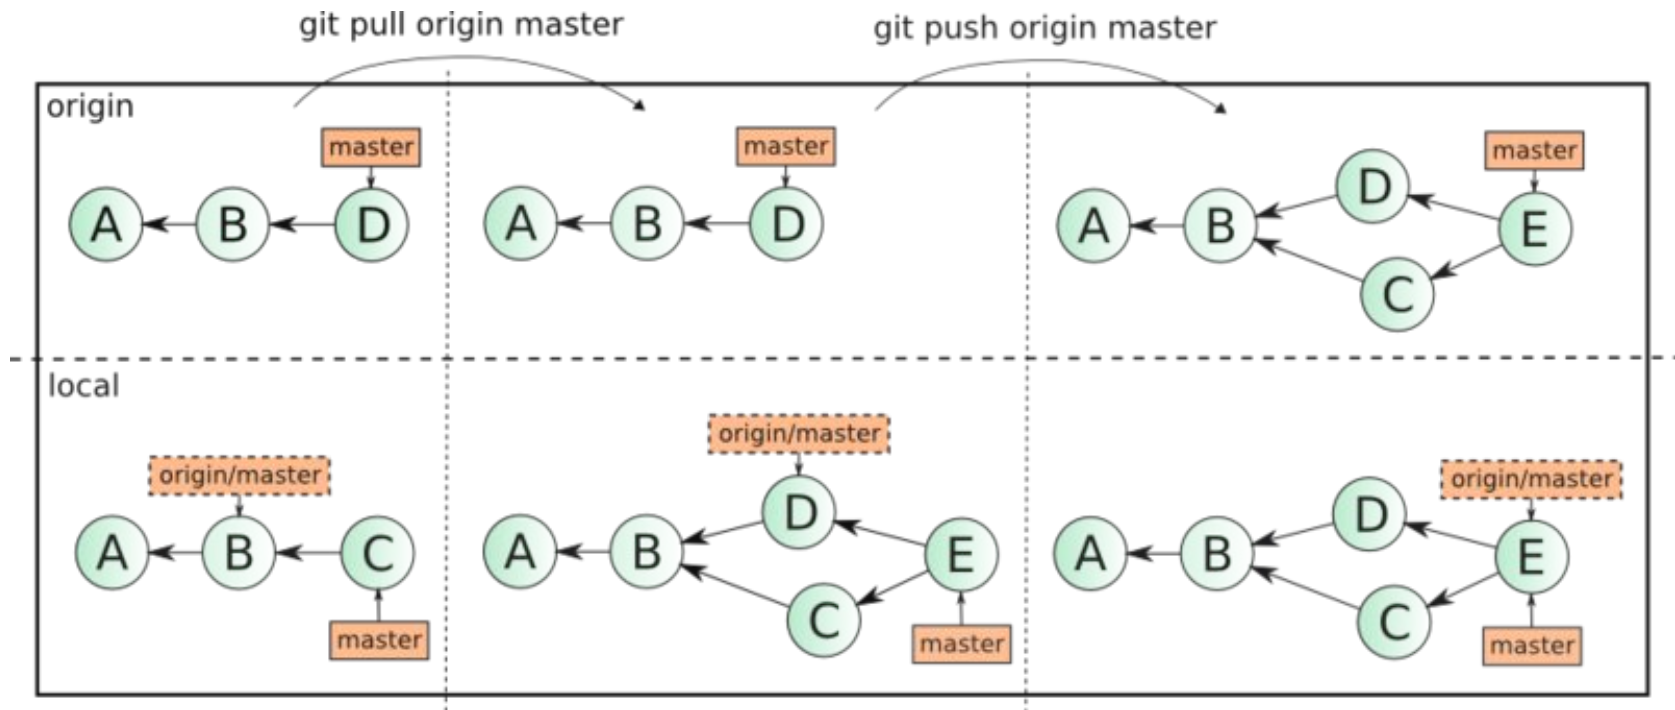 git pull origin master
git push origin master
origin
master
master
master
A B D
A B D
A B D E
C
local
origin/master
origin/master
origin/master
A B C
A B D E
C
A B D E
C
master
master
master